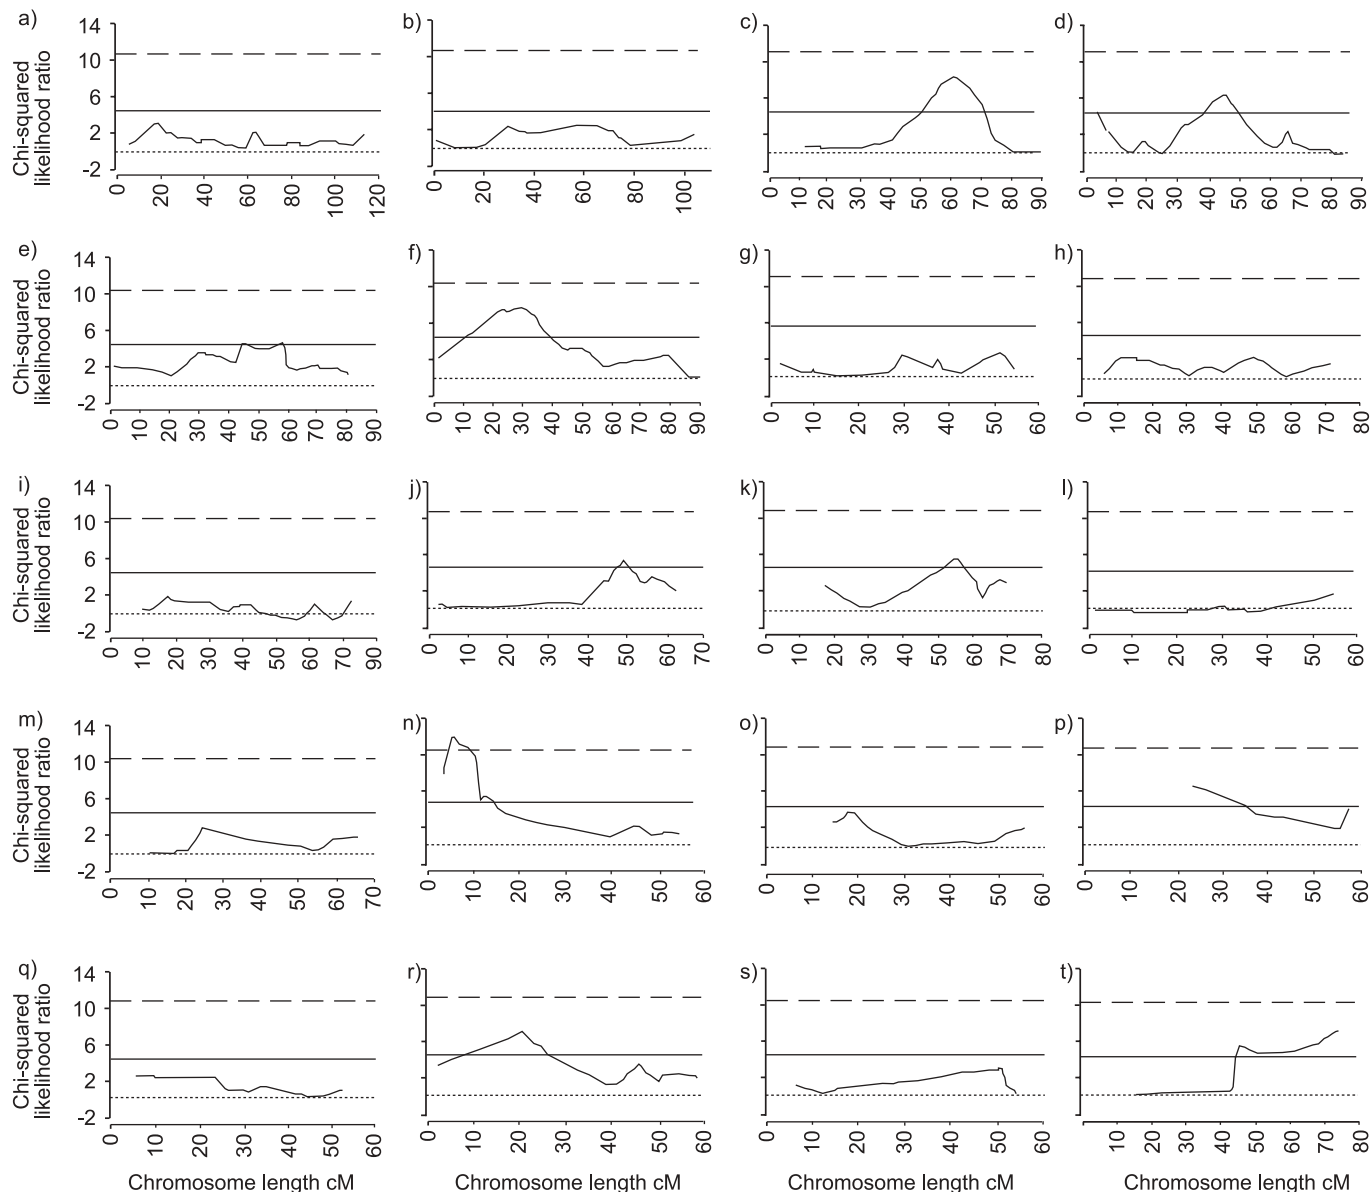 a) b) c) d)
Chi-squared
likelihood ratio
14
10
6
2
-2
0 20 40 60 80 100 120
0 20 40 60 80 100
0 10 20 30 40 50 60 70 80 90
0 10 20 30 40 50 60 70 80 90
e) f) g) h)
Chi-squared
likelihood ratio
14
10
6
2
-2
0 10 20 30 40 50 60 70 80 90
0 10 20 30 40 50 60 70 80 90
0 10 20 30 40 50 60
0 10 20 30 40 50 60 70 80
i) j) k) l)
Chi-squared
likelihood ratio
14
10
6
2
-2
0 10 20 30 40 50 60 70 80 90
0 10 20 30 40 50 60 70
0 10 20 30 40 50 60 70 80
0 10 20 30 40 50 60
m) n) o) p)
Chi-squared
likelihood ratio
14
10
6
2
-2
0 10 20 30 40 50 60 70
0 10 20 30 40 50 60
0 10 20 30 40 50 60
0 10 20 30 40 50 60
q) r) s) t)
Chi-squared
likelihood ratio
14
10
6
2
-2
0 10 20 30 40 50 60
0 10 20 30 40 50 60
0 10 20 30 40 50 60
0 10 20 30 40 50 60 70 80
Chromosome length cM Chromosome length cM Chromosome length cM Chromosome length cM